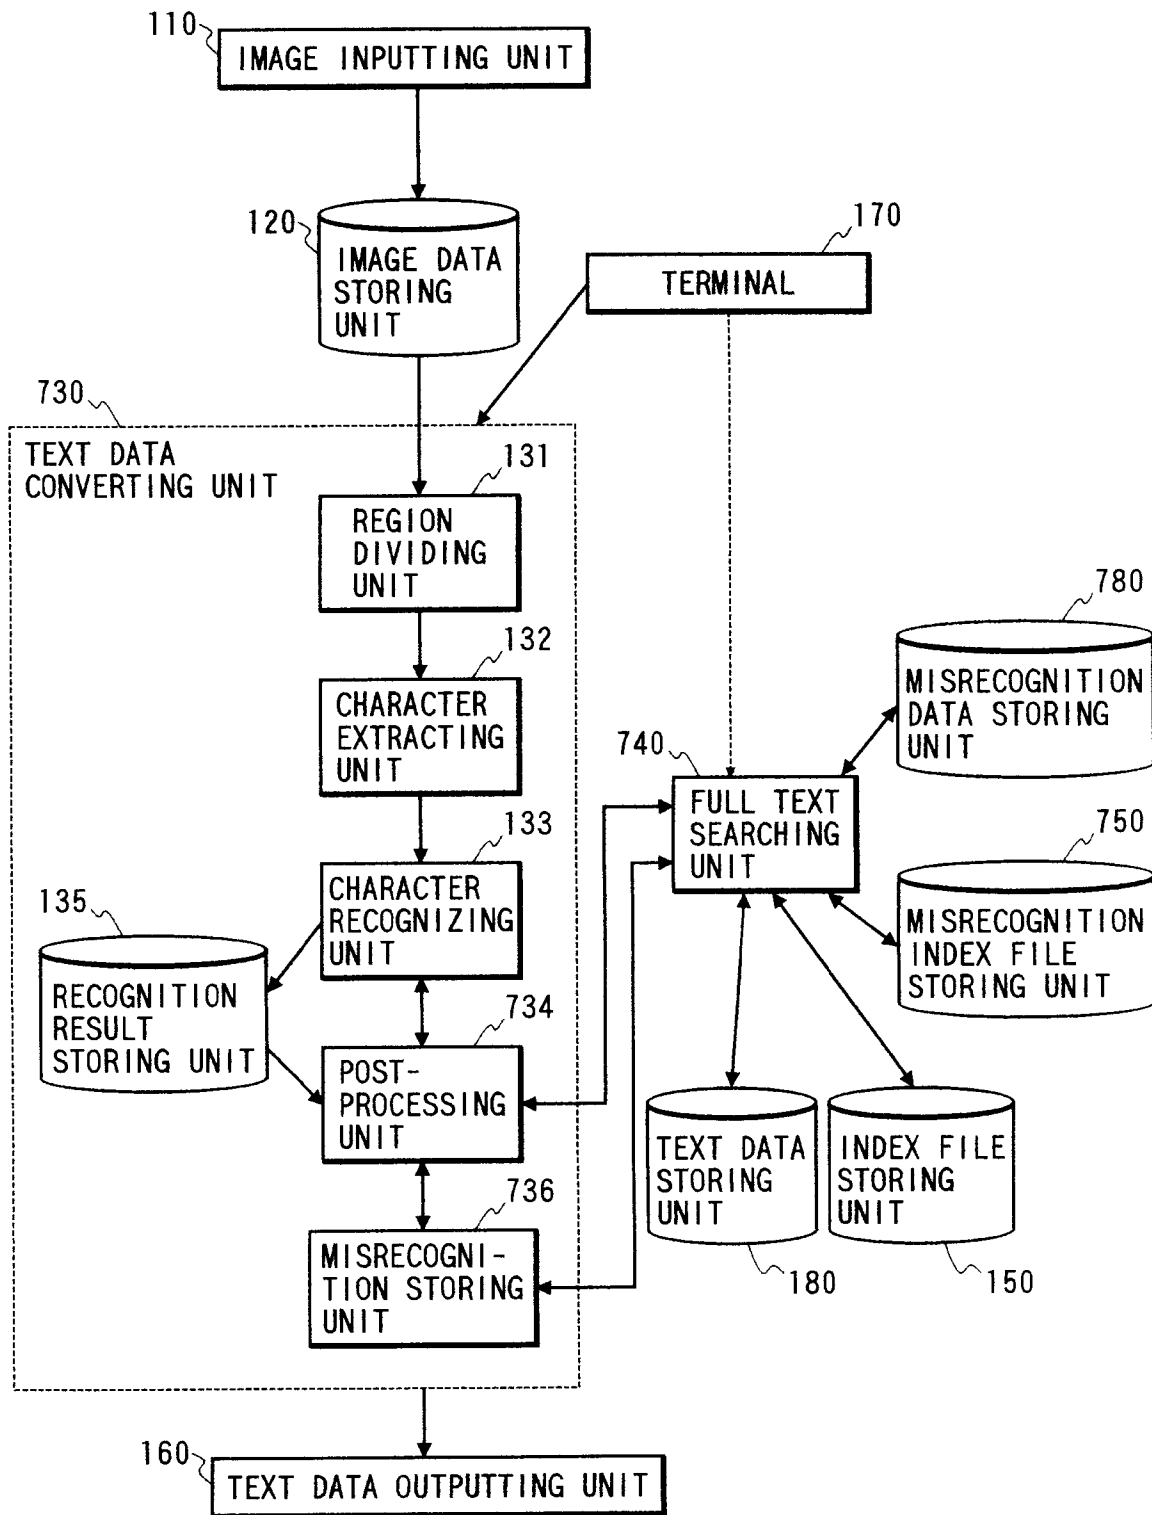 110
IMAGE INPUTTING UNIT
120
IMAGE DATA
STORING
UNIT
170
TERMINAL
730
TEXT DATA
CONVERTING UNIT
131
REGION
DIVIDING
UNIT
132
CHARACTER
EXTRACTING
UNIT
133
CHARACTER
RECOGNIZING
UNIT
135
RECOGNITION
RESULT
STORING UNIT
734
POST-
PROCESSING
UNIT
736
MISRECOGNI-
TION STORING
UNIT
740
FULL TEXT
SEARCHING
UNIT
780
MISRECOGNITION
DATA STORING
UNIT
750
MISRECOGNITION
INDEX FILE
STORING UNIT
TEXT DATA
STORING
UNIT
180
INDEX FILE
STORING
UNIT
150
160
TEXT DATA OUTPUTTING UNIT